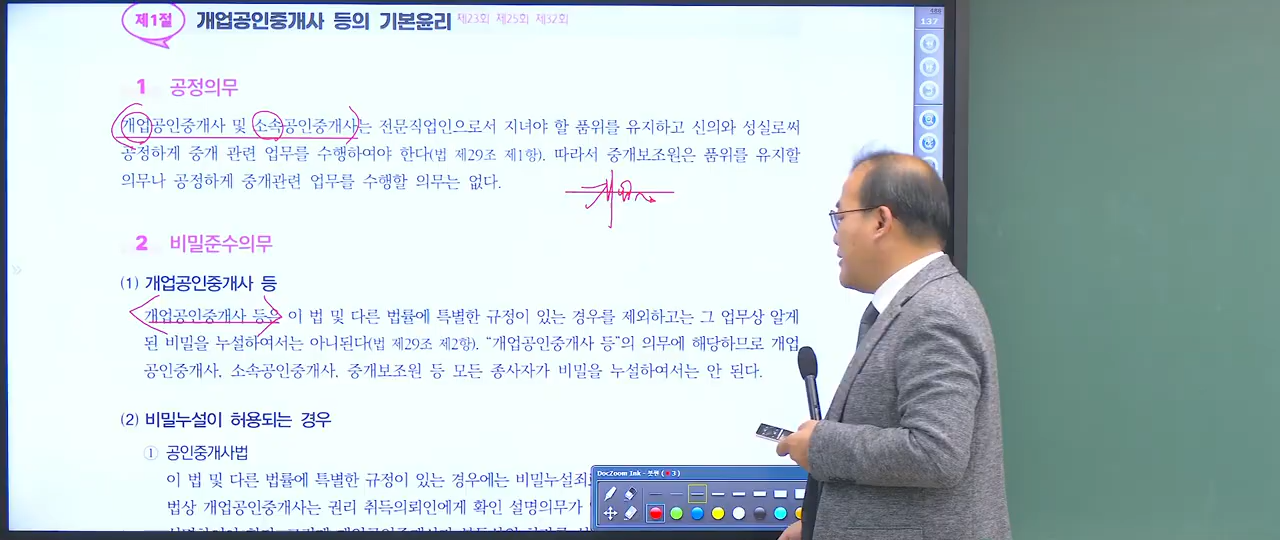 제1절 개업공인중개사 등의 기본윤리 제23회 제25회 제32회
488
137
1 공정의무
개업공인중개사 및 소속공인중개사는 전문직업인으로서 지녀야 할 품위를 유지하고 신의와 성실로써
공정하게 중개 관련 업무를 수행하여야 한다(법 제29조 제1항). 따라서 중개보조원은 품위를 유지할
의무나 공정하게 중개관련 업무를 수행할 의무는 없다.
2 비밀준수의무
(1) 개업공인중개사 등
개업공인중개사 등은 이 법 및 다른 법률에 특별한 규정이 있는 경우를 제외하고는 그 업무상 알게
된 비밀을 누설하여서는 아니된다(법 제29조 제2항). “개업공인중개사 등”의 의무에 해당하므로 개업
공인중개사, 소속공인중개사, 중개보조원 등 모든 종사자가 비밀을 누설하여서는 안 된다.
(2) 비밀누설이 허용되는 경우
① 공인중개사법
이 법 및 다른 법률에 특별한 규정이 있는 경우에는 비밀누설죄
법상 개업공인중개사는 권리 취득의뢰인에게 확인 설명의무가
DocZoom Ink - 붓펜 ( 3 )